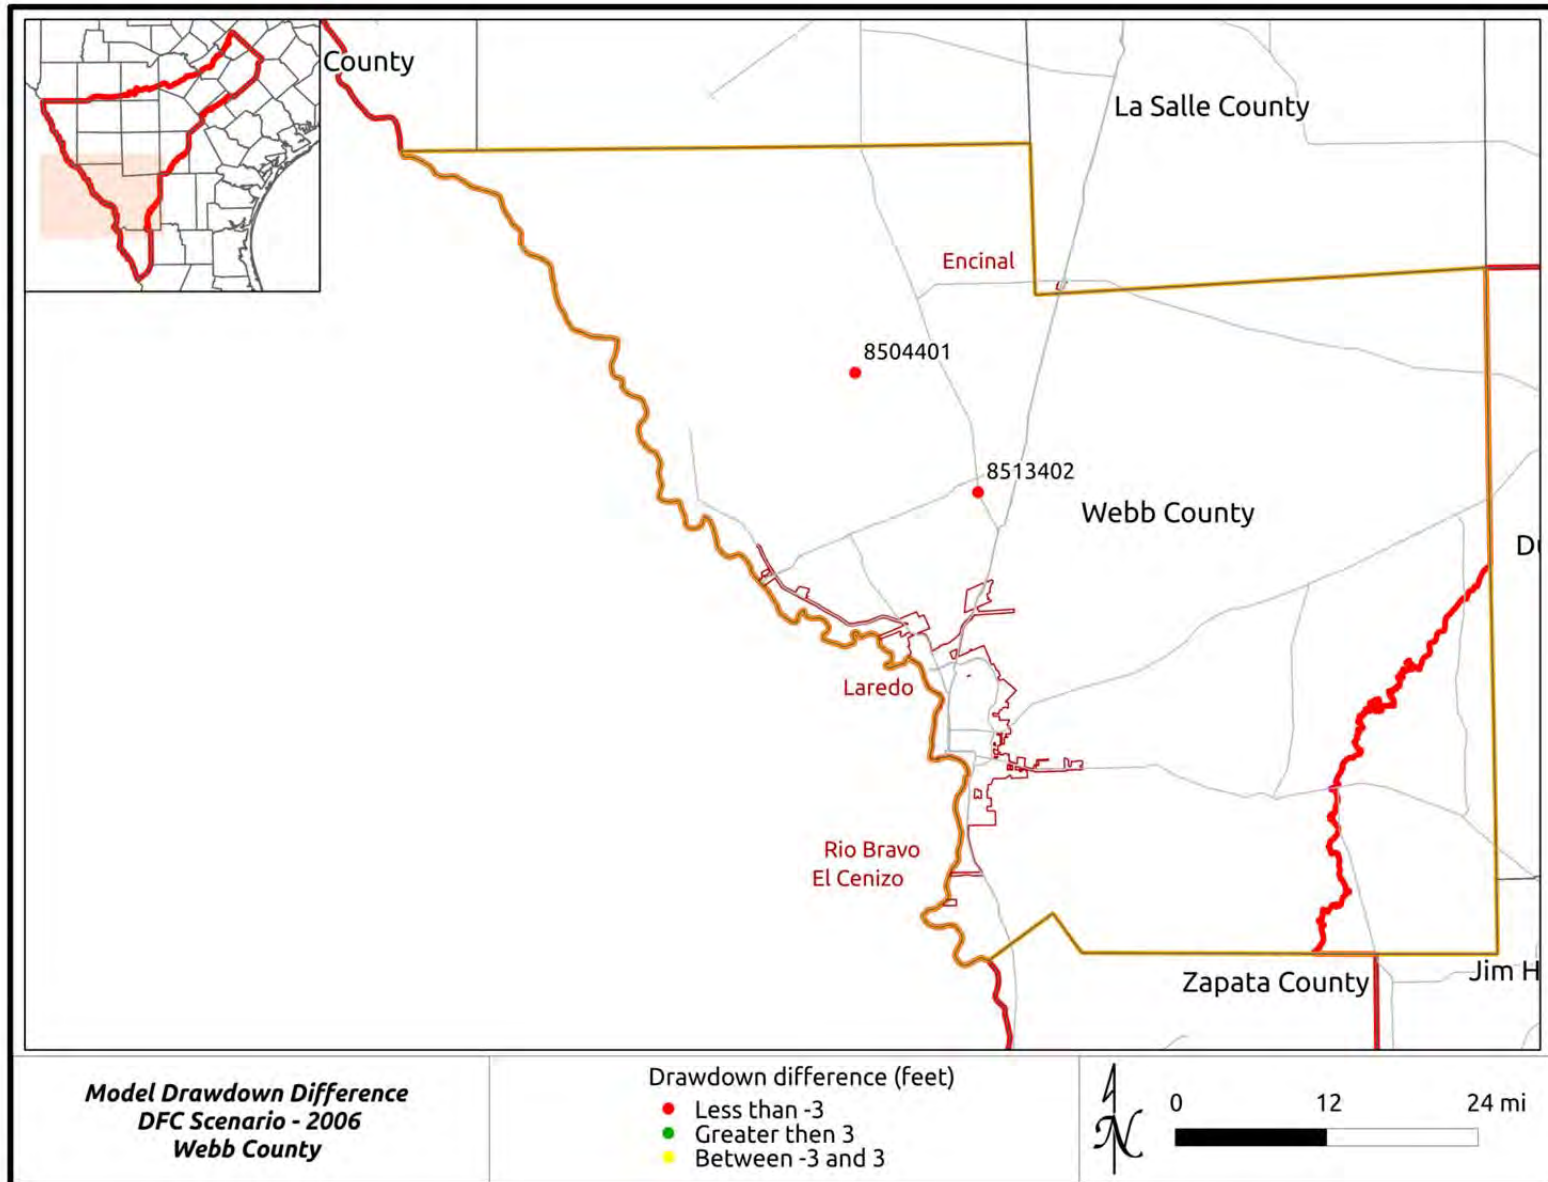 County
La Salle County
Encinal
8504401
8513402
Webb County
Du
Laredo
Rio Bravo
El Cenizo
Zapata County
Jim H
Model Drawdown Difference
DFC Scenario - 2006
Webb County
Drawdown difference (feet)
Less than -3
Greater then 3
Between -3 and 3
N
0 12 24 mi